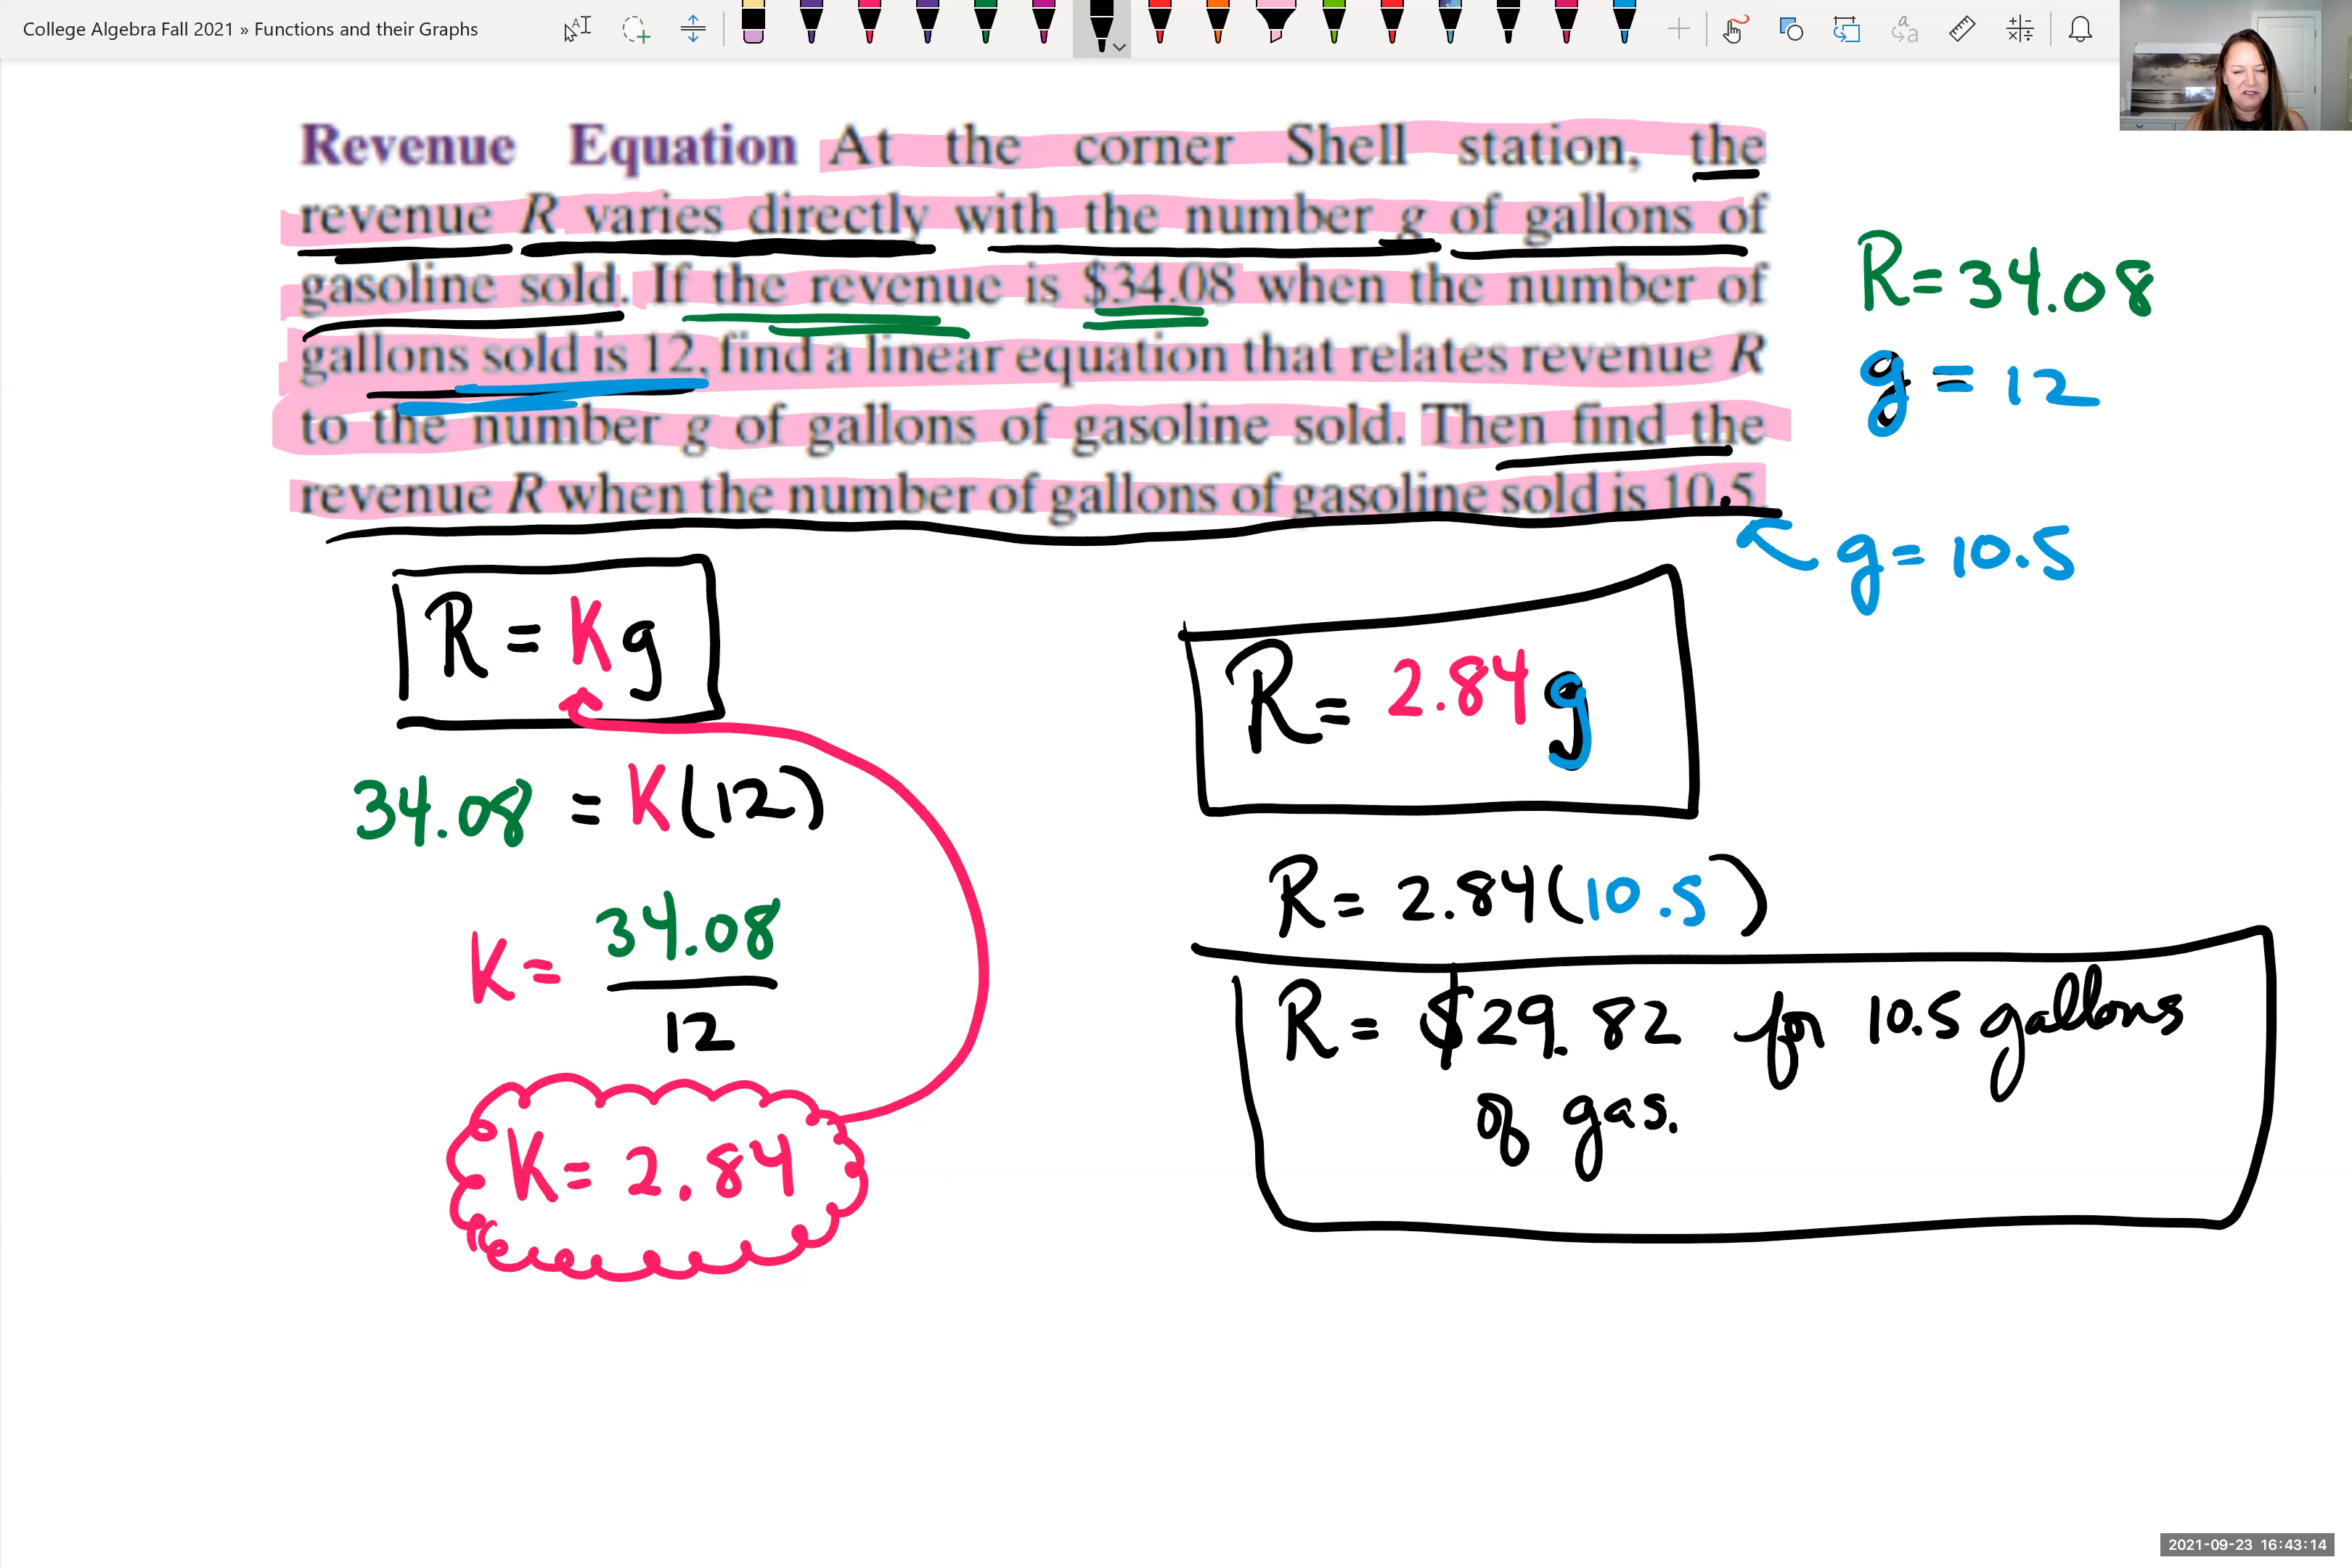 College Algebra Fall 2021 » Functions and their Graphs
Revenue Equation At the corner Shell station, the
revenue R varies directly with the number g of gallons of
gasoline sold. If the revenue is $34.08 when the number of
gallons sold is 12, find a linear equation that relates revenue R
to the number g of gallons of gasoline sold. Then find the
revenue R when the number of gallons of gasoline sold is 10.5.
R = 34.08
g = 12
g = 10.5
R = Kg
34.08 = K(12)
K = 34.08
12
K = 2.84
R = 2.84g
R = 2.84(10.5)
R = $29.82 for 10.5 gallons
of gas.
2021-09-23 16:43:14